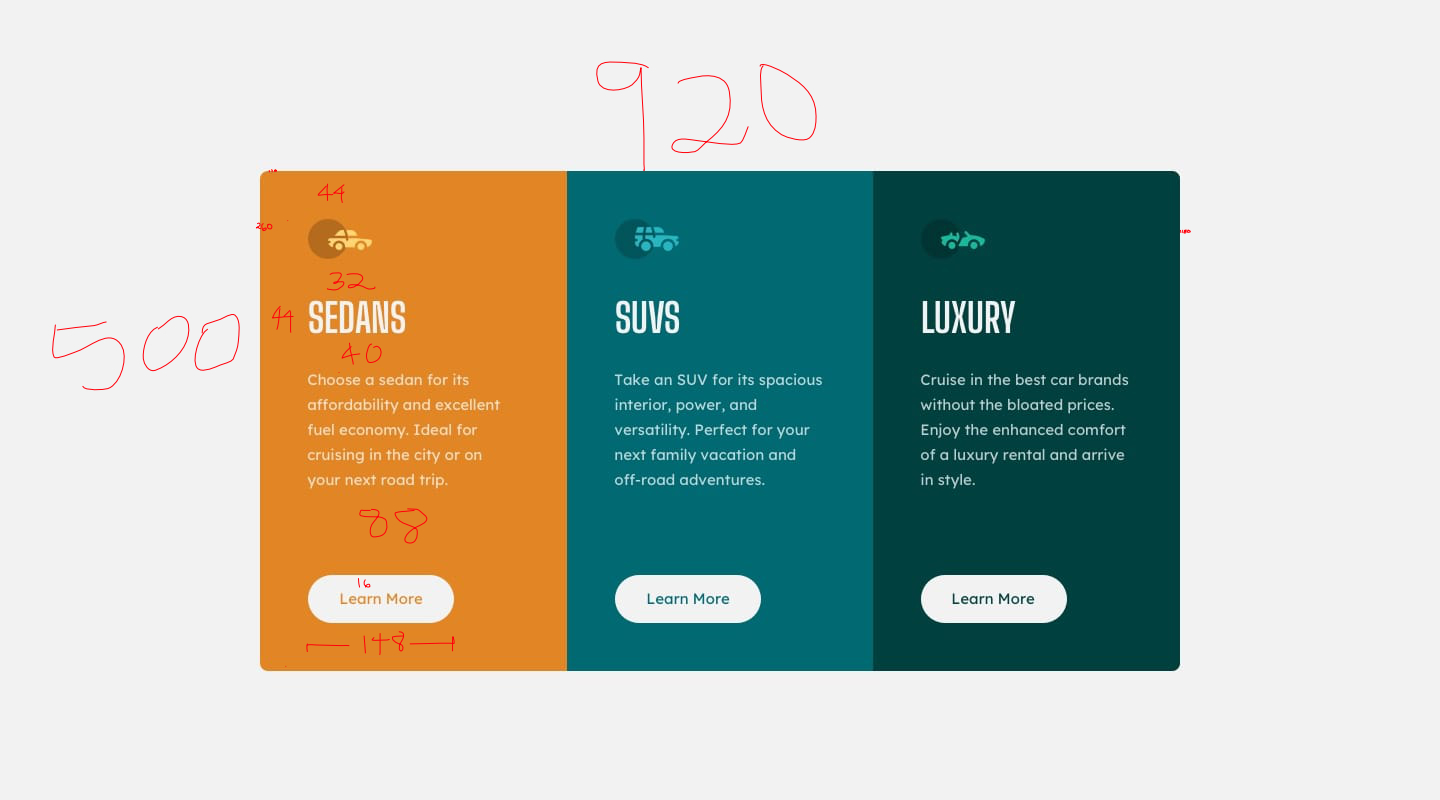 920
44
260
32
44
SEDANS
SUVS
LUXURY
500
40
Choose a sedan for its
affordability and excellent
fuel economy. Ideal for
cruising in the city or on
your next road trip.
Take an SUV for its spacious
interior, power, and
versatility. Perfect for your
next family vacation and
off-road adventures.
Cruise in the best car brands
without the bloated prices.
Enjoy the enhanced comfort
of a luxury rental and arrive
in style.
88
16
Learn More
Learn More
Learn More
148